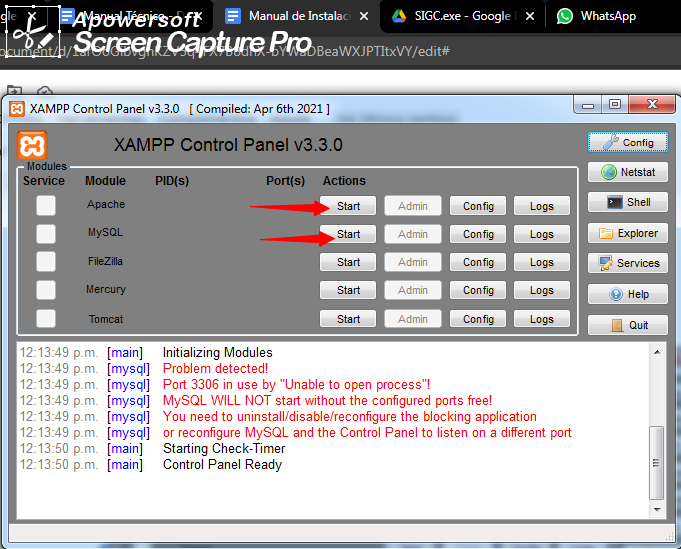 Manual Técnico
Manual de Instalac
SIGC.exe - Google
WhatsApp
Apowersoft
Screen Capture Pro
/edit#
XAMPP Control Panel v3.3.0 [ Compiled: Apr 6th 2021 ]
XAMPP Control Panel v3.3.0
Config
Modules
Service Module PID(s) Port(s) Actions
Netstat
Apache Start Admin Config Logs
Shell
MySQL Start Admin Config Logs
Explorer
FileZilla Start Admin Config Logs
Services
Mercury Start Admin Config Logs
Help
Tomcat Start Admin Config Logs
Quit
12:13:49 p.m. [main] Initializing Modules
12:13:49 p.m. [mysql] Problem detected!
12:13:49 p.m. [mysql] Port 3306 in use by "Unable to open process"!
12:13:49 p.m. [mysql] MySQL WILL NOT start without the configured ports free!
12:13:49 p.m. [mysql] You need to uninstall/disable/reconfigure the blocking application
12:13:49 p.m. [mysql] or reconfigure MySQL and the Control Panel to listen on a different port
12:13:50 p.m. [main] Starting Check-Timer
12:13:50 p.m. [main] Control Panel Ready